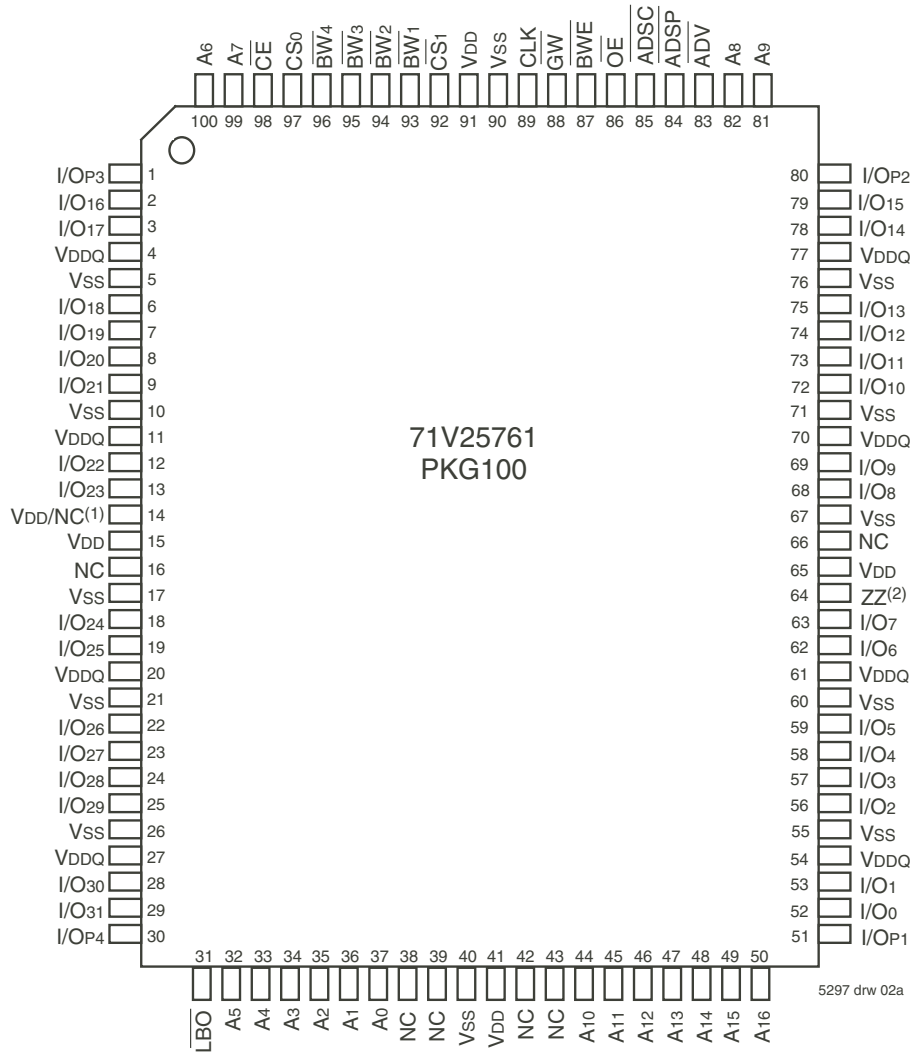 A6 A7 CE CS0 BW4 BW3 BW2 BW1 CS1 VDD VSS CLK GW BWE OE ADSC ADSP ADV A8 A9
100 99 98 97 96 95 94 93 92 91 90 89 88 87 86 85 84 83 82 81
I/OP3 1 80 I/OP2
I/O16 2 79 I/O15
I/O17 3 78 I/O14
VDDQ 4 77 VDDQ
VSS 5 76 VSS
I/O18 6 75 I/O13
I/O19 7 74 I/O12
I/O20 8 73 I/O11
I/O21 9 72 I/O10
VSS 10 71 VSS
VDDQ 11 70 VDDQ
71V25761
PKG100
I/O22 12 69 I/O9
I/O23 13 68 I/O8
VDD/NC(1) 14 67 VSS
VDD 15 66 NC
NC 16 65 VDD
VSS 17 64 ZZ(2)
I/O24 18 63 I/O7
I/O25 19 62 I/O6
VDDQ 20 61 VDDQ
VSS 21 60 VSS
I/O26 22 59 I/O5
I/O27 23 58 I/O4
I/O28 24 57 I/O3
I/O29 25 56 I/O2
VSS 26 55 VSS
VDDQ 27 54 VDDQ
I/O30 28 53 I/O1
I/O31 29 52 I/O0
I/OP4 30 51 I/OP1
31 32 33 34 35 36 37 38 39 40 41 42 43 44 45 46 47 48 49 50
LBO A5 A4 A3 A2 A1 A0 NC NC VSS VDD NC NC A10 A11 A12 A13 A14 A15 A16
5297 drw 02a